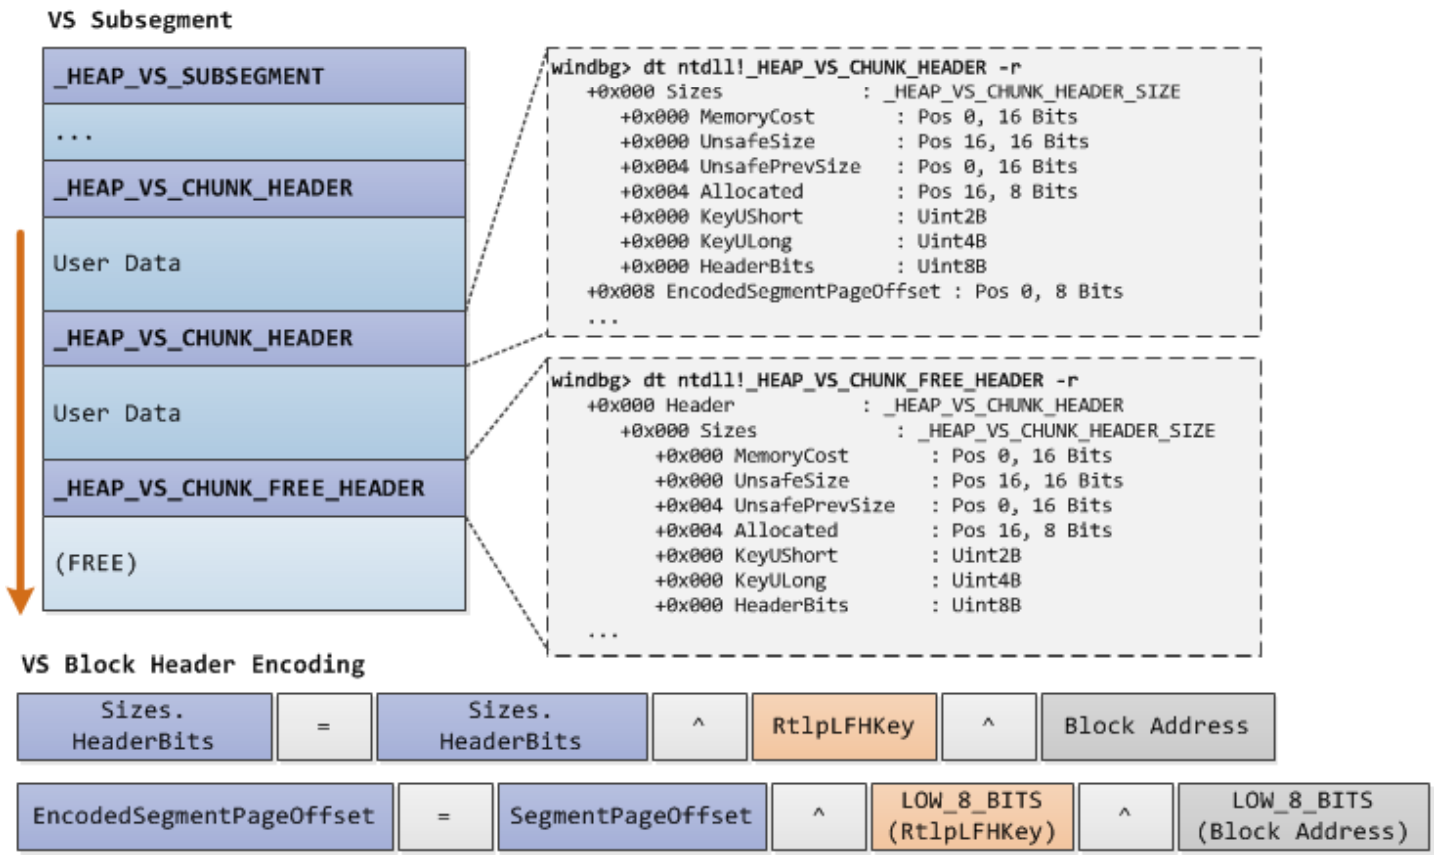 VS Subsegment
_HEAP_VS_SUBSEGMENT
...
_HEAP_VS_CHUNK_HEADER
User Data
_HEAP_VS_CHUNK_HEADER
User Data
_HEAP_VS_CHUNK_FREE_HEADER
(FREE)
windbg> dt ntdll!_HEAP_VS_CHUNK_HEADER -r
+0x000 Sizes : _HEAP_VS_CHUNK_HEADER_SIZE
+0x000 MemoryCost : Pos 0, 16 Bits
+0x000 UnsafeSize : Pos 16, 16 Bits
+0x004 UnsafePrevSize : Pos 0, 16 Bits
+0x004 Allocated : Pos 16, 8 Bits
+0x000 KeyUShort : Uint2B
+0x000 KeyULong : Uint4B
+0x000 HeaderBits : Uint8B
+0x008 EncodedSegmentPageOffset : Pos 0, 8 Bits
...
windbg> dt ntdll!_HEAP_VS_CHUNK_FREE_HEADER -r
+0x000 Header : _HEAP_VS_CHUNK_HEADER
+0x000 Sizes : _HEAP_VS_CHUNK_HEADER_SIZE
+0x000 MemoryCost : Pos 0, 16 Bits
+0x000 UnsafeSize : Pos 16, 16 Bits
+0x004 UnsafePrevSize : Pos 0, 16 Bits
+0x004 Allocated : Pos 16, 8 Bits
+0x000 KeyUShort : Uint2B
+0x000 KeyULong : Uint4B
+0x000 HeaderBits : Uint8B
...
VS Block Header Encoding
Sizes.
HeaderBits
=
Sizes.
HeaderBits
^
RtlpLFHKey
^
Block Address
EncodedSegmentPageOffset
=
SegmentPageOffset
^
LOW_8_BITS
(RtlpLFHKey)
^
LOW_8_BITS
(Block Address)